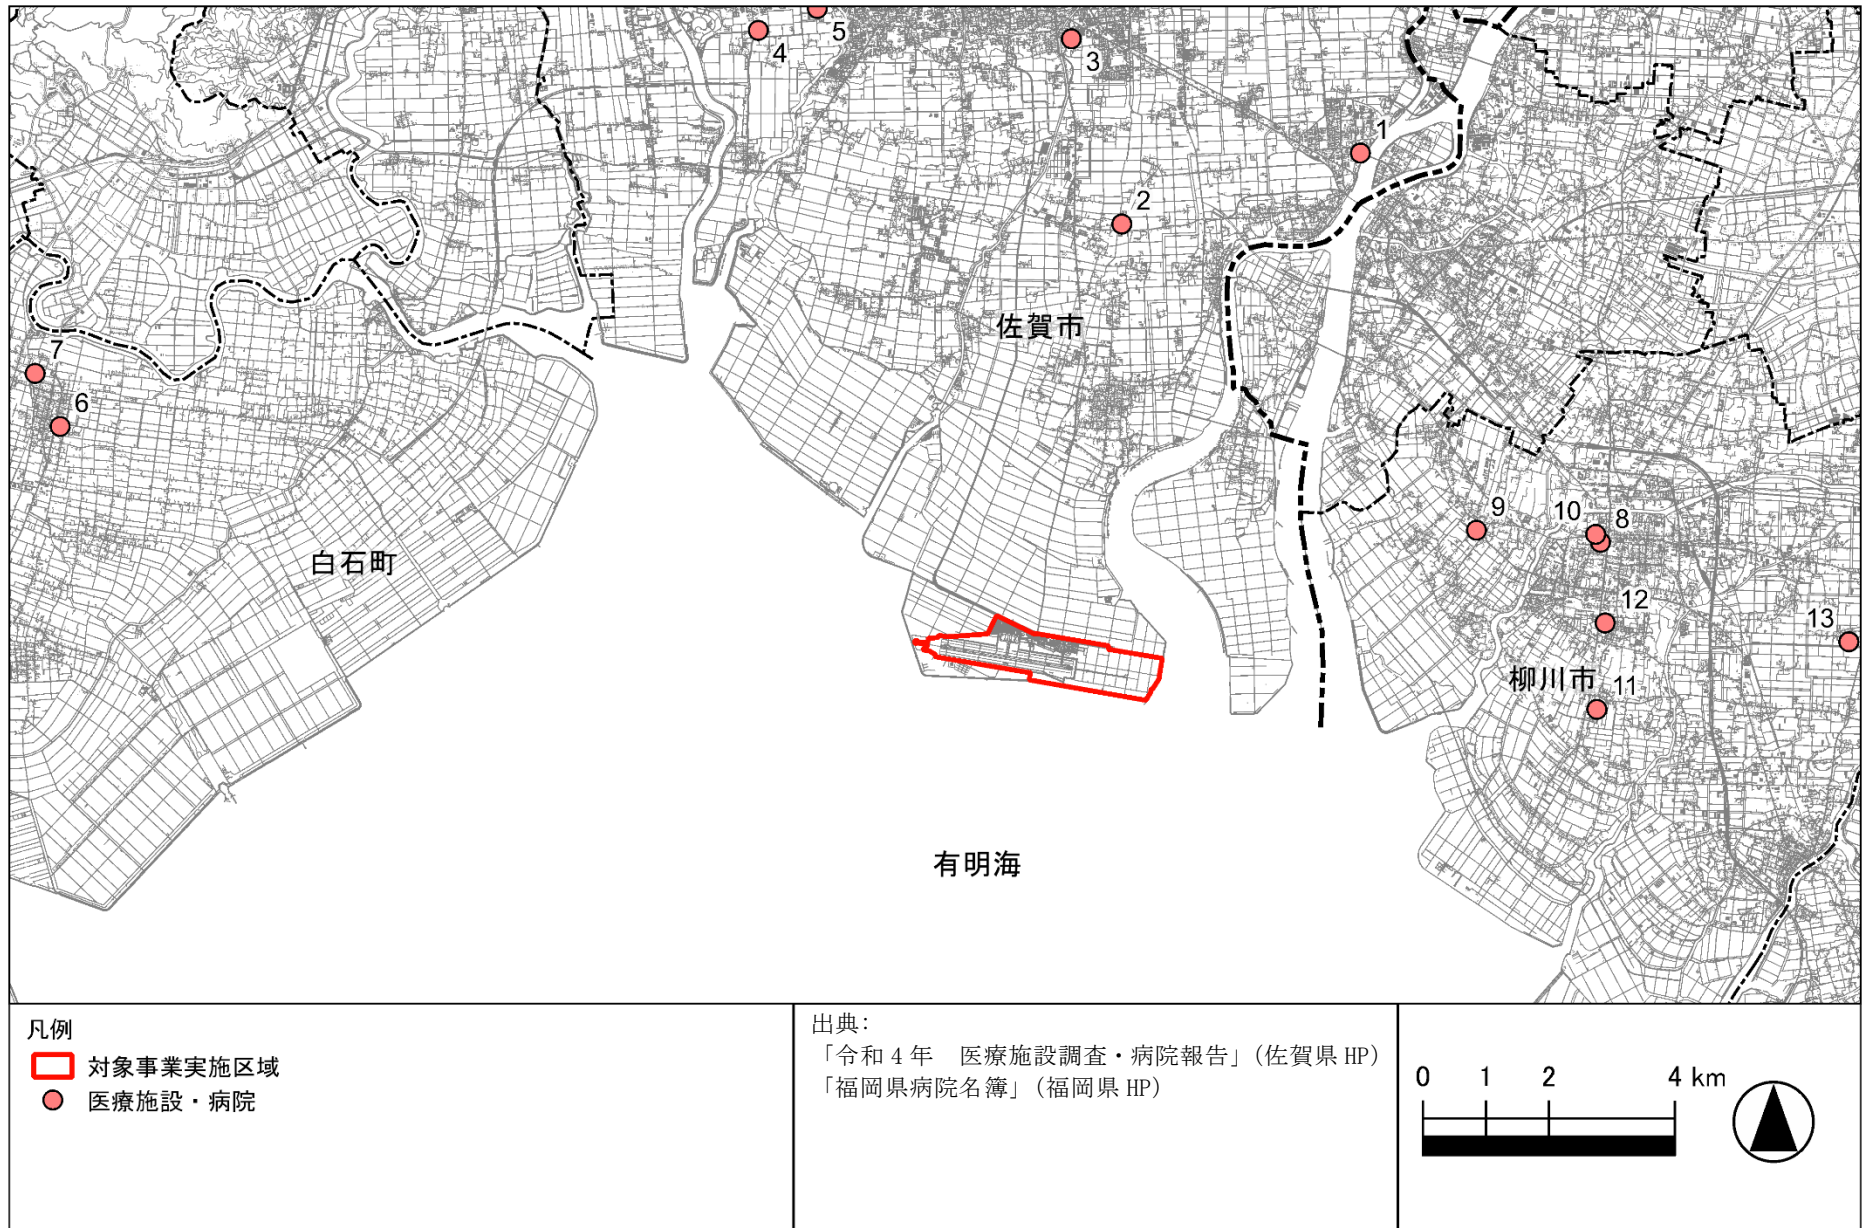 5
4
3
1
2
佐賀市
7
6
9
10
8
白石町
12
13
柳川市
11
有明海
凡例
対象事業実施区域
医療施設・病院
出典：
「令和４年　医療施設調査・病院報告」（佐賀県 HP）
「福岡県病院名簿」（福岡県 HP）
0 1 2 4 km